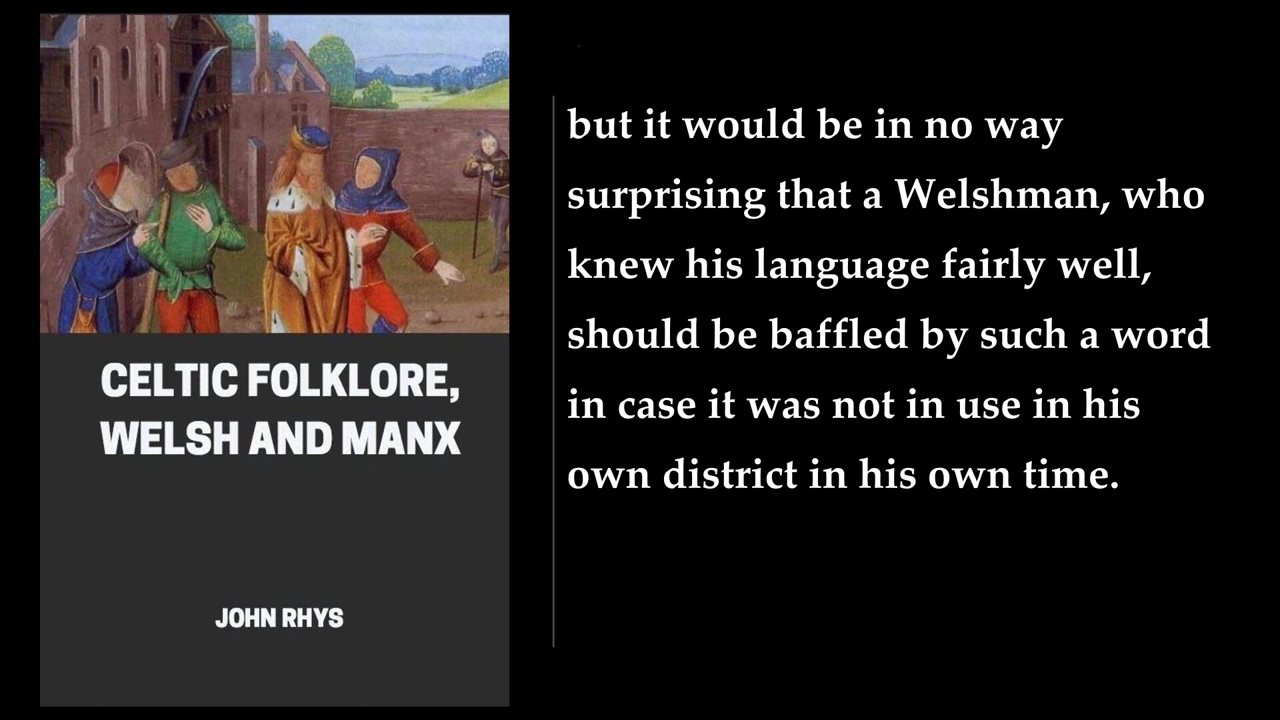 CELTIC FOLKLORE,
WELSH AND MANX
JOHN RHYS
but it would be in no way
surprising that a Welshman, who
knew his language fairly well,
should be baffled by such a word
in case it was not in use in his
own district in his own time.